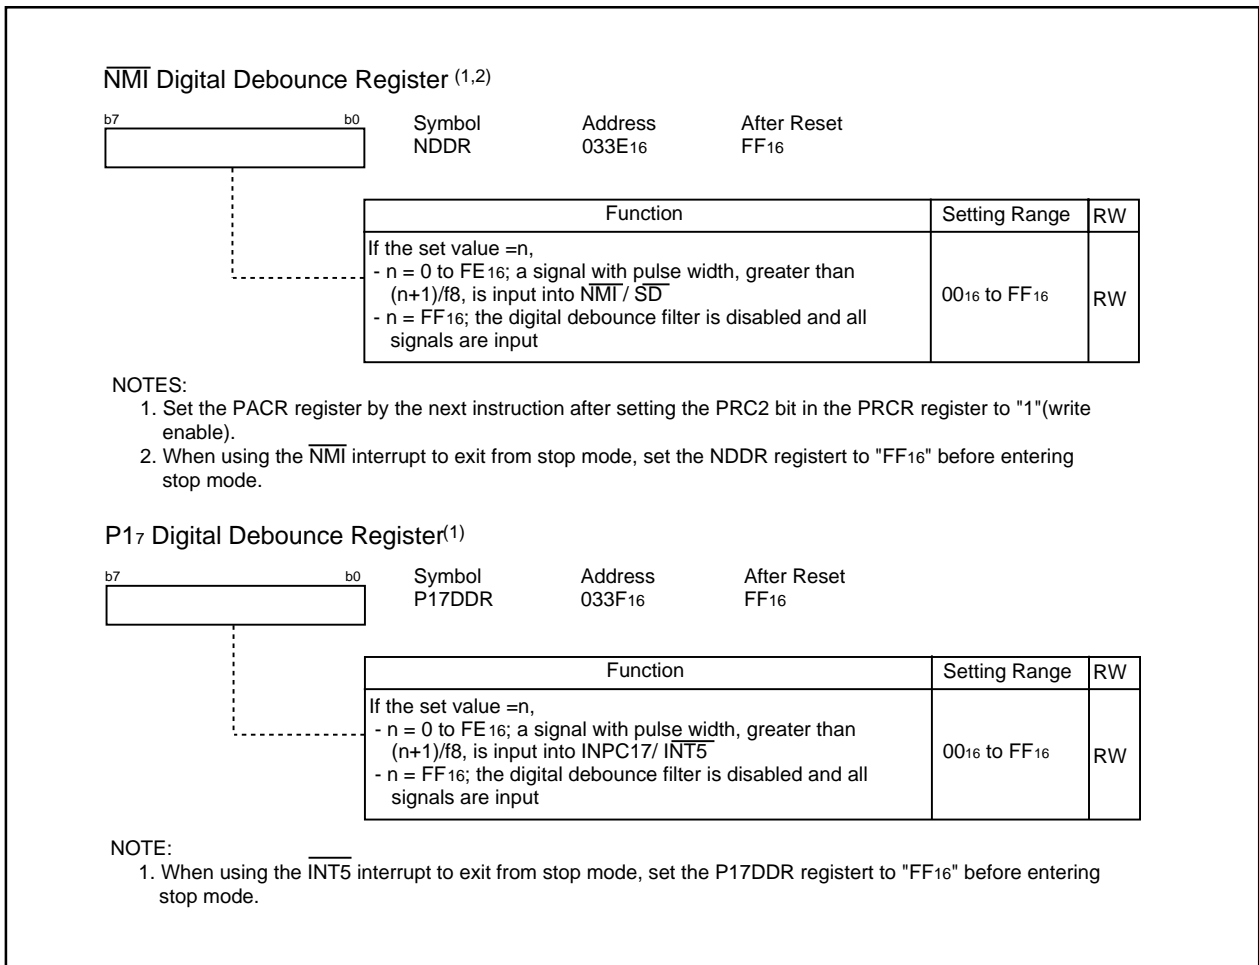 NMI Digital Debounce Register (1,2)
b7 b0 Symbol Address After Reset
NDDR 033E16 FF16
Function Setting Range RW
If the set value =n,
- n = 0 to FE16; a signal with pulse width, greater than
(n+1)/f8, is input into NMI / SD
- n = FF16; the digital debounce filter is disabled and all
signals are input
0016 to FF16 RW
NOTES:
1. Set the PACR register by the next instruction after setting the PRC2 bit in the PRCR register to "1"(write
enable).
2. When using the NMI interrupt to exit from stop mode, set the NDDR registert to "FF16" before entering
stop mode.
P17 Digital Debounce Register(1)
b7 b0 Symbol Address After Reset
P17DDR 033F16 FF16
Function Setting Range RW
If the set value =n,
- n = 0 to FE16; a signal with pulse width, greater than
(n+1)/f8, is input into INPC17/ INT5
- n = FF16; the digital debounce filter is disabled and all
signals are input
0016 to FF16 RW
NOTE:
1. When using the INT5 interrupt to exit from stop mode, set the P17DDR registert to "FF16" before entering
stop mode.